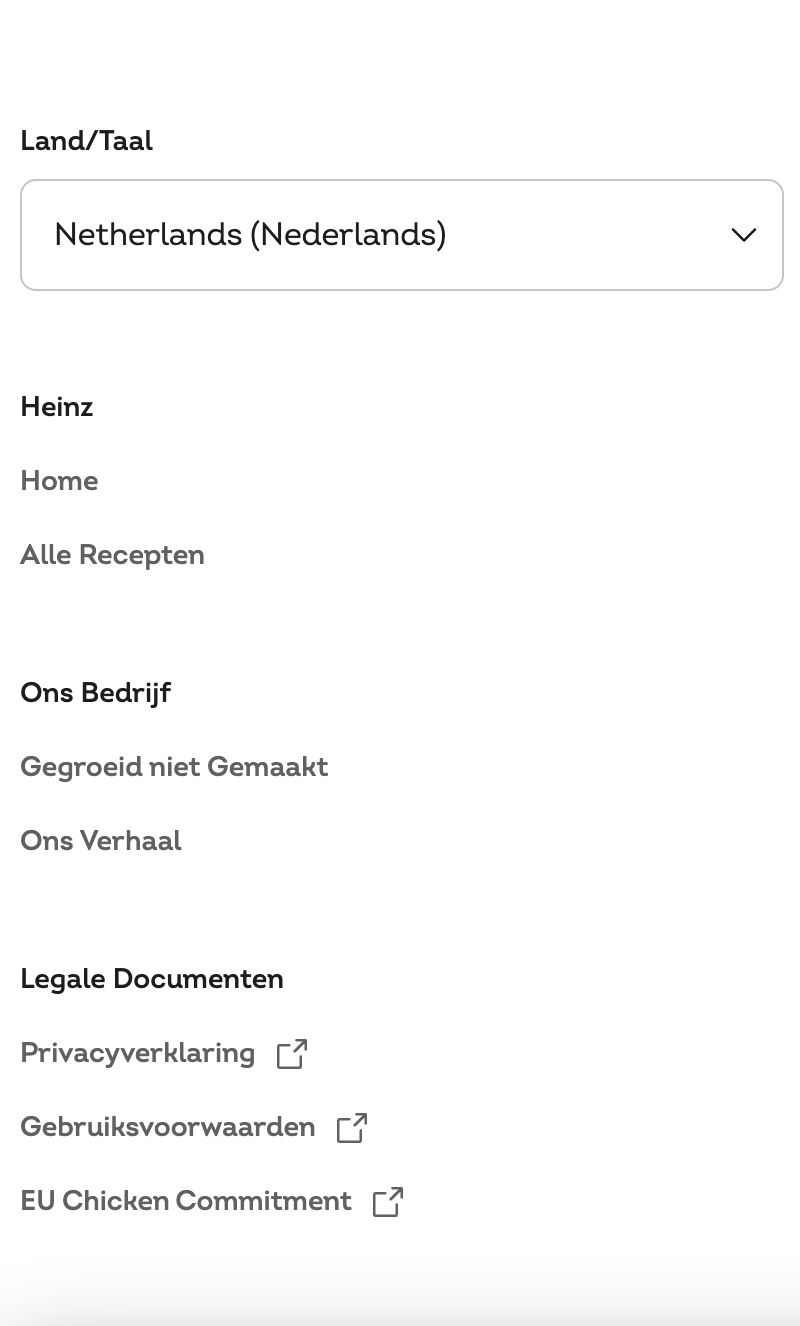 Land/Taal
Netherlands (Nederlands)
Heinz
Home
Alle Recepten
Ons Bedrijf
Gegroeid niet Gemaakt
Ons Verhaal
Legale Documenten
Privacyverklaring
Gebruiksvoorwaarden
EU Chicken Commitment